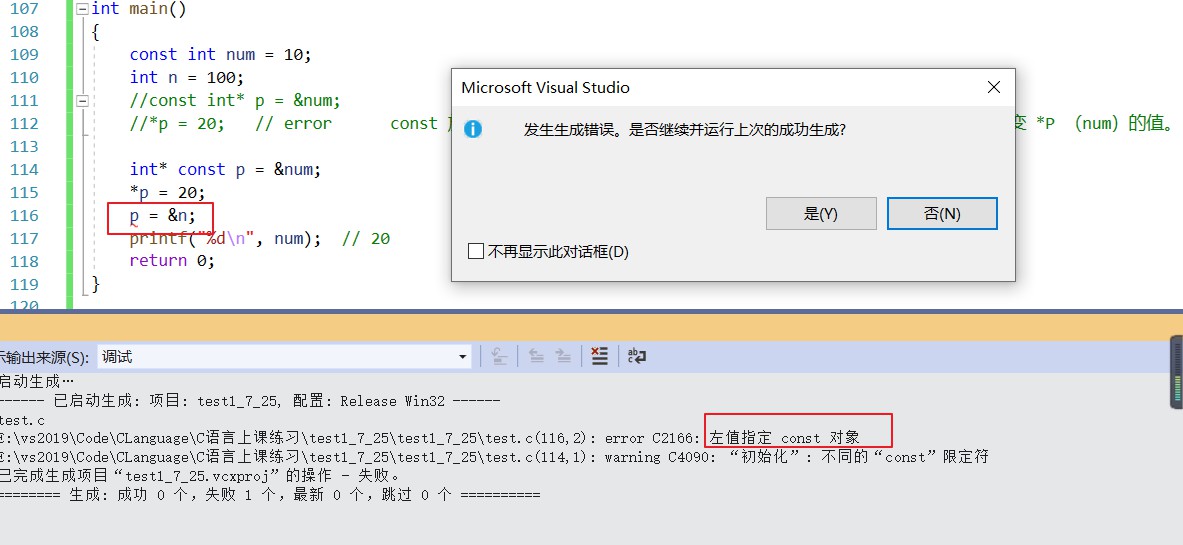 107 int main()
108 {
109 const int num = 10;
110 int n = 100;
111 //const int* p = &num;
112 //*p = 20; // error const 变 *P （num）的值。
113
114 int* const p = &num;
115 *p = 20;
116 p = &n;
117 printf("%d\n", num); // 20
118 return 0;
119 }
120
Microsoft Visual Studio
发生生成错误。是否继续并运行上次的成功生成?
是(Y) 否(N)
不再显示此对话框(D)
示输出来源(S): 调试
启动生成…
------ 已启动生成: 项目: test1_7_25, 配置: Release Win32 ------
test.c
E:\vs2019\Code\CLanguage\C语言上课练习\test1_7_25\test1_7_25\test.c(116,2): error C2166: 左值指定 const 对象
E:\vs2019\Code\CLanguage\C语言上课练习\test1_7_25\test1_7_25\test.c(114,1): warning C4090: “初始化”: 不同的“const”限定符
已完成生成项目“test1_7_25.vcxproj”的操作 - 失败。
======== 生成: 成功 0 个，失败 1 个，最新 0 个，跳过 0 个 ==========